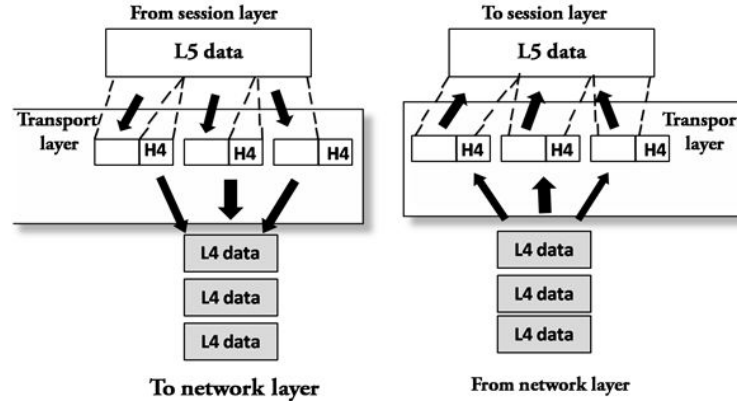 From session layer
L5 data
Transport
layer
H4
H4
H4
L4 data
L4 data
L4 data
To network layer
To session layer
L5 data
Transport
layer
H4
H4
H4
L4 data
L4 data
L4 data
From network layer